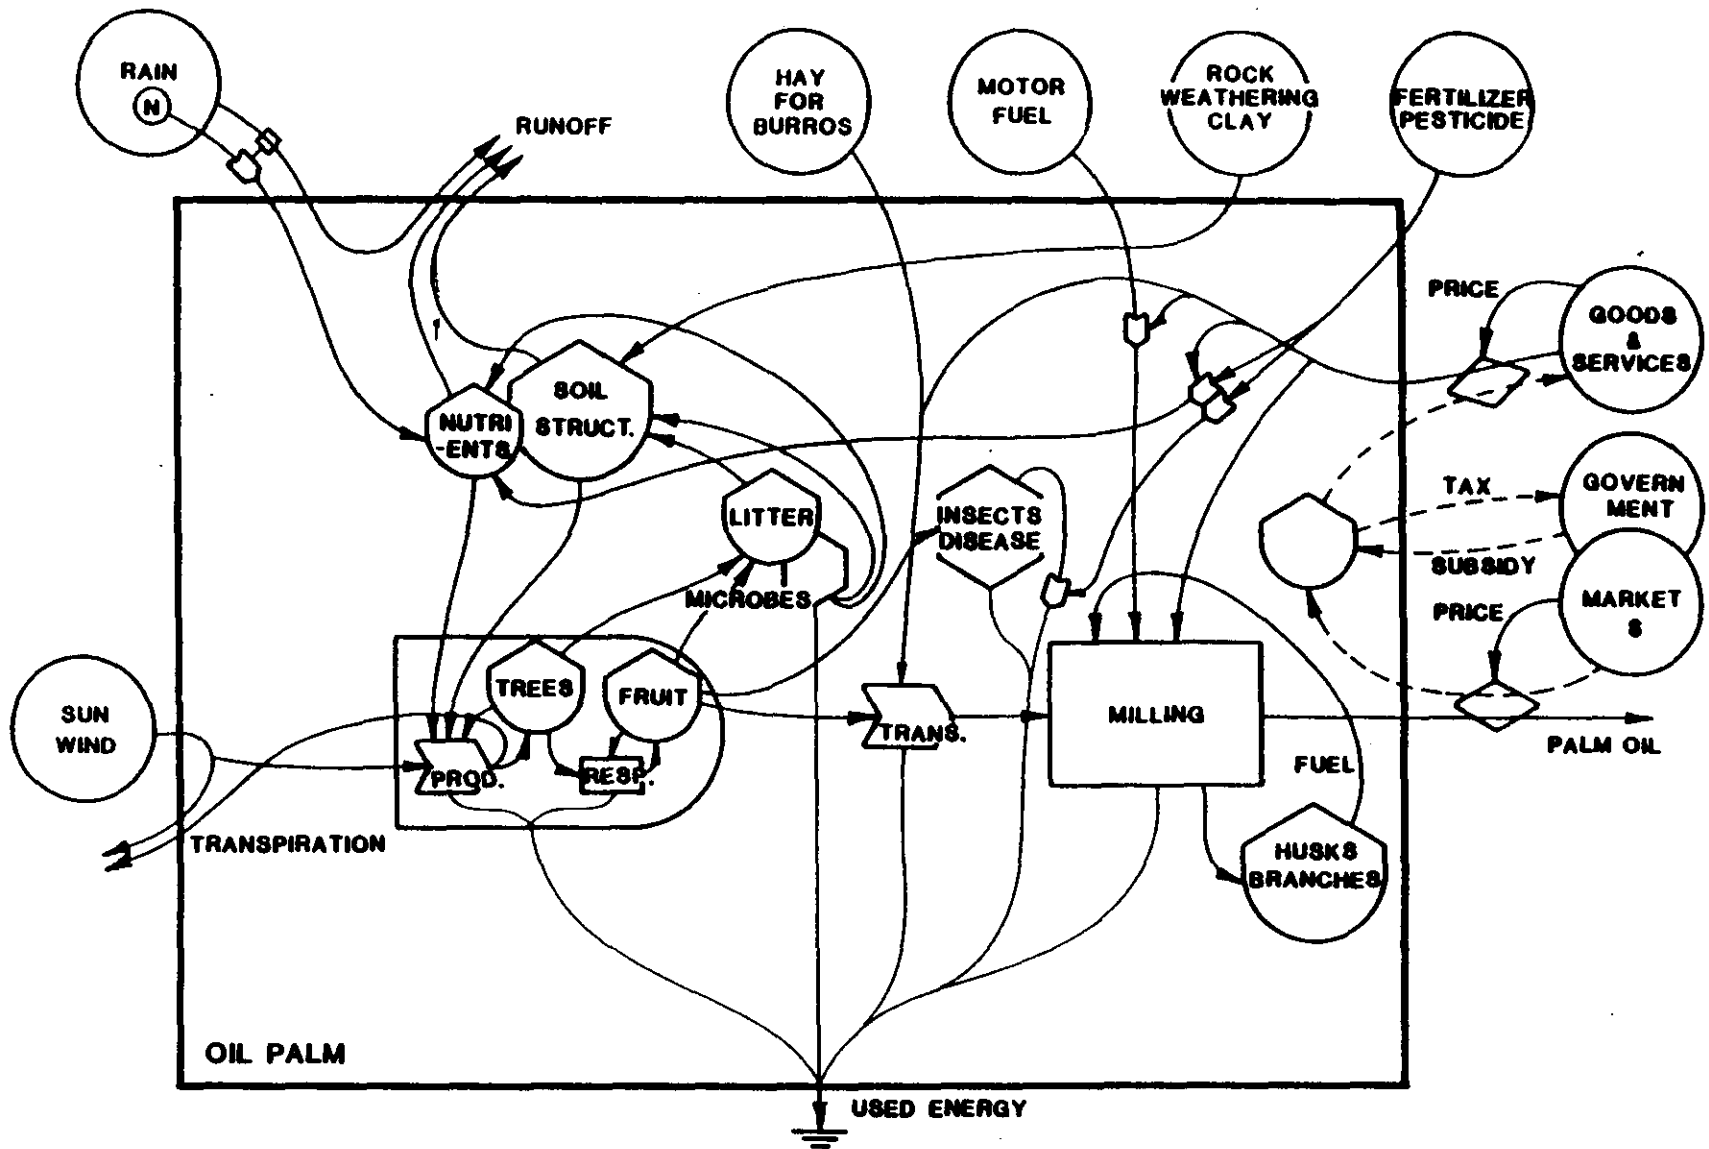 RAIN
N
RUNOFF
HAY
FOR
BURROS
MOTOR
FUEL
ROCK
WEATHERING
CLAY
FERTILIZER
PESTICIDE
PRICE
GOODS
&
SERVICES
NUTRI
-ENTS
SOIL
STRUCT.
LITTER
MICROBES
INSECTS
DISEASE
TAX
GOVERN
MENT
SUBSIDY
PRICE
MARKET
S
SUN
WIND
TREES
FRUIT
PROD.
RESP.
TRANS.
MILLING
PALM OIL
FUEL
HUSKS
BRANCHES
TRANSPIRATION
OIL PALM
USED ENERGY